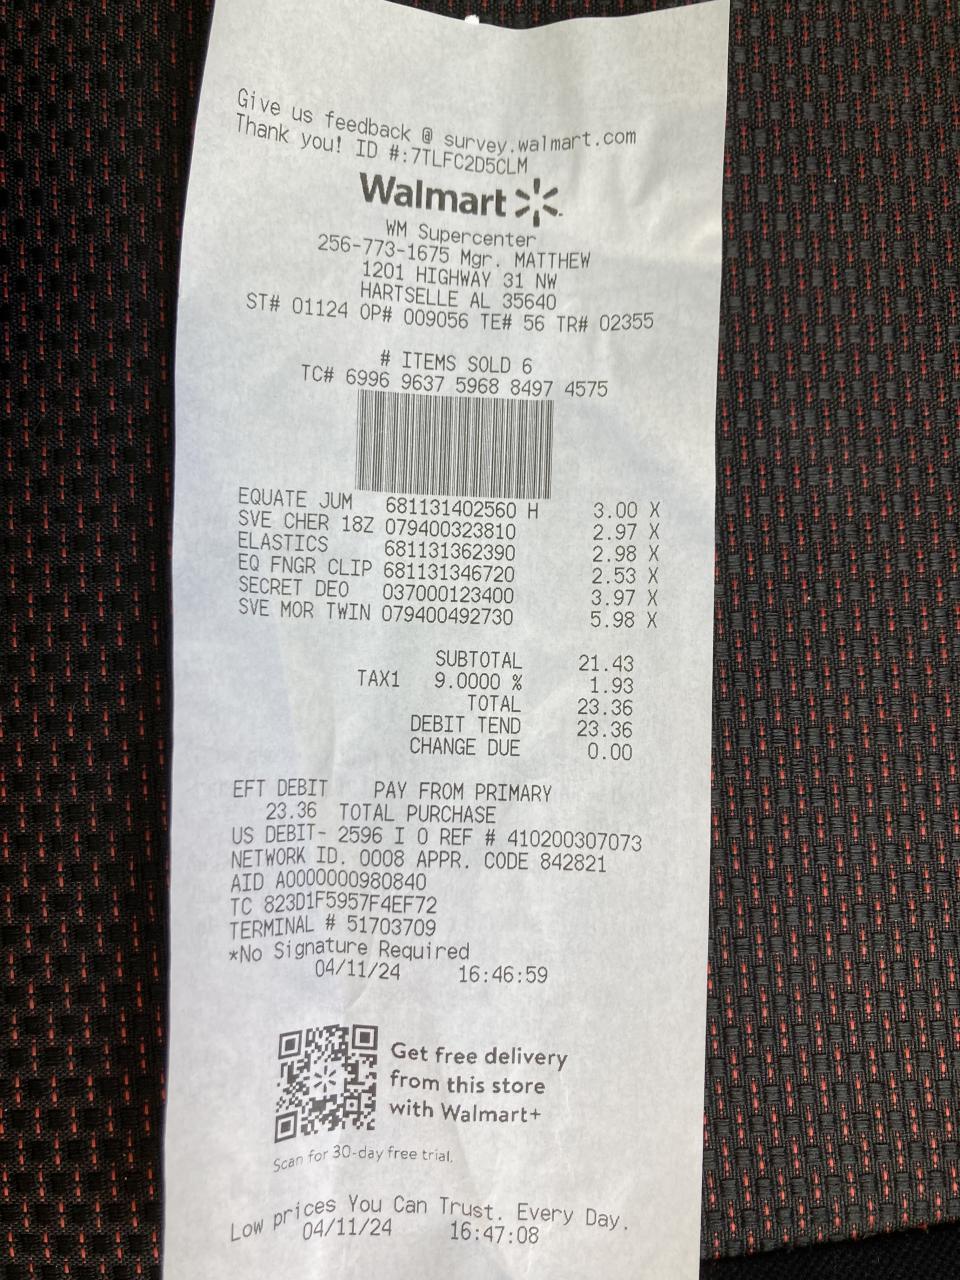 Give us feedback @ survey.walmart.com
Thank you! ID #:7TLFC2D5CLM
Walmart
WM Supercenter
256-773-1675 Mgr. MATTHEW
1201 HIGHWAY 31 NW
HARTSELLE AL 35640
ST# 01124 OP# 009056 TE# 56 TR# 02355
# ITEMS SOLD 6
TC# 6996 9637 5968 8497 4575
EQUATE JUM 681131402560 H 3.00 X
SVE CHER 18Z 079400323810 2.97 X
ELASTICS 681131362390 2.98 X
EQ FNGR CLIP 681131346720 2.53 X
SECRET DEO 037000123400 3.97 X
SVE MOR TWIN 079400492730 5.98 X
SUBTOTAL 21.43
TAX1 9.0000 % 1.93
TOTAL 23.36
DEBIT TEND 23.36
CHANGE DUE 0.00
EFT DEBIT PAY FROM PRIMARY
23.36 TOTAL PURCHASE
US DEBIT- 2596 I 0 REF # 410200307073
NETWORK ID. 0008 APPR. CODE 842821
AID A0000000980840
TC 823D1F5957F4EF72
TERMINAL # 51703709
*No Signature Required
04/11/24 16:46:59
Get free delivery
from this store
with Walmart+
Scan for 30-day free trial.
Low prices You Can Trust. Every Day.
04/11/24 16:47:08